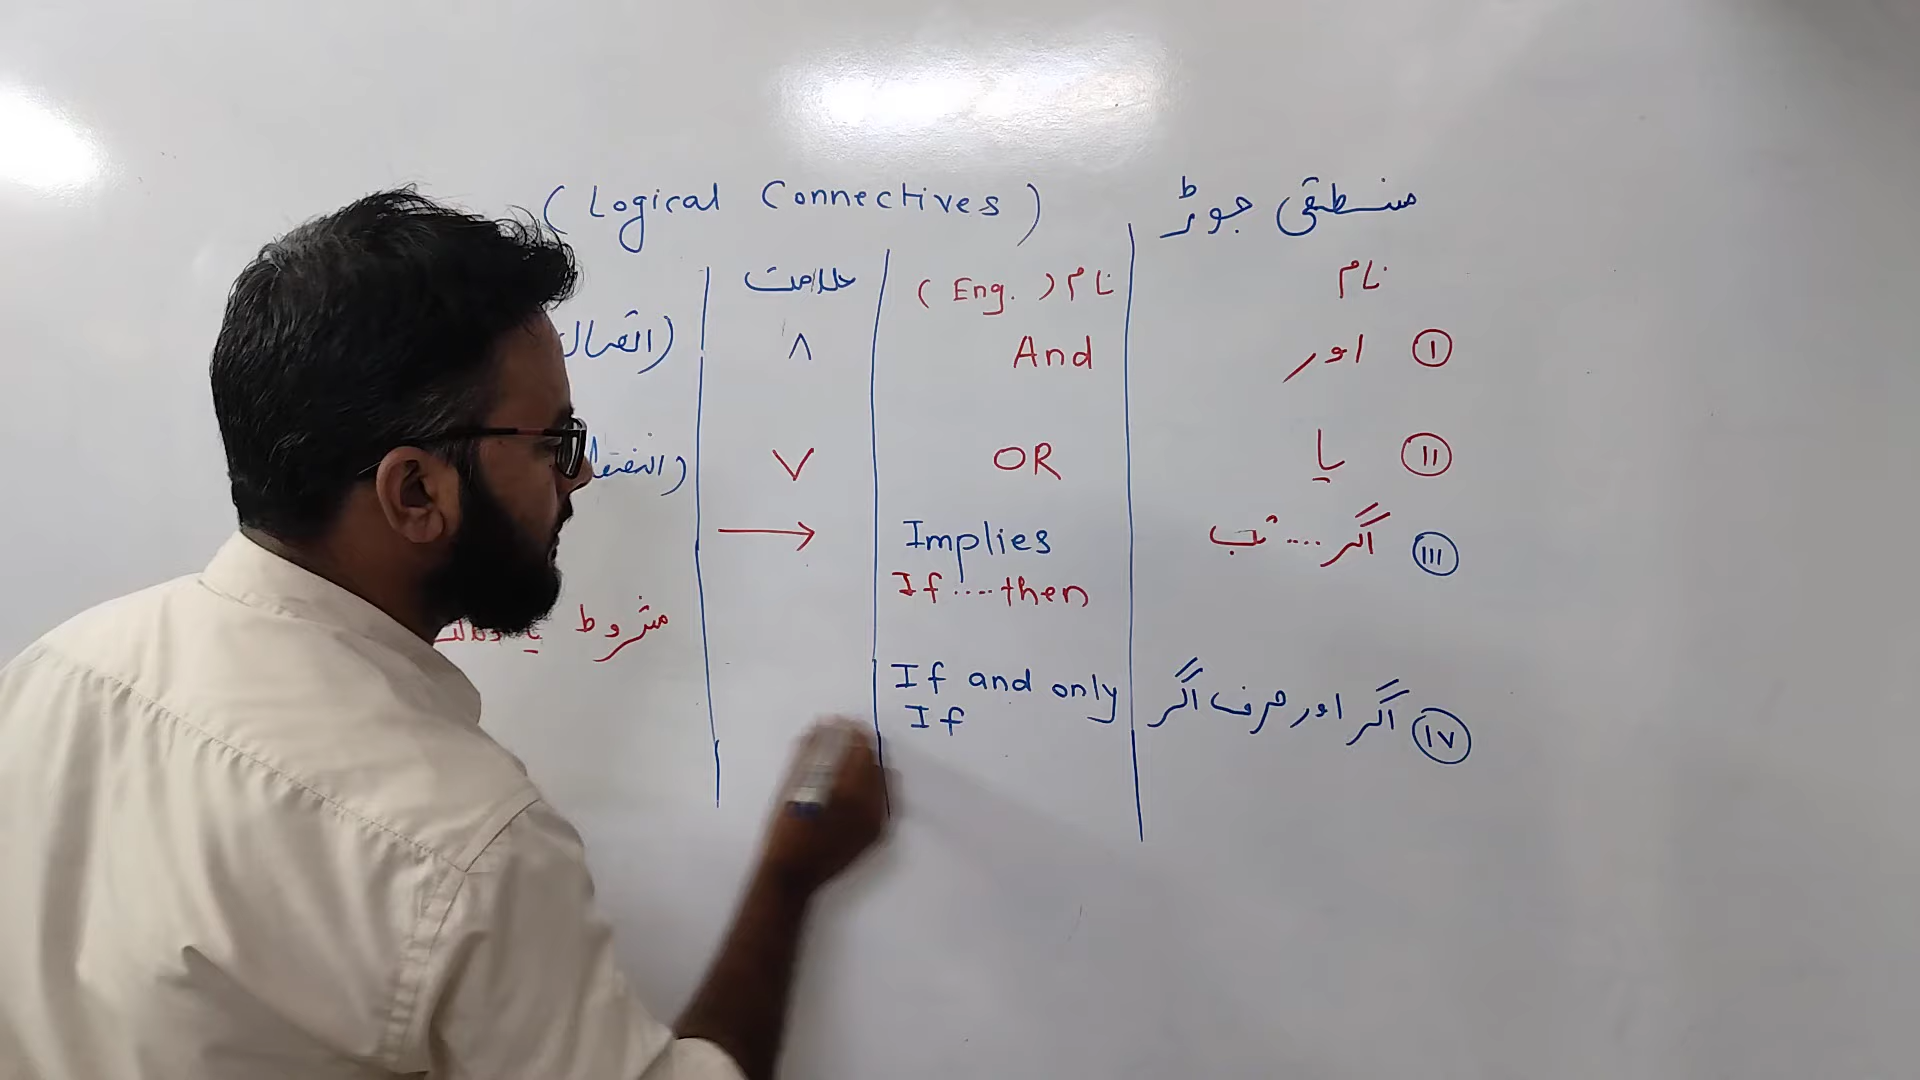 منطقی جوڑ (Logical Connectives)
نام نام (Eng.) علامت
(I) اور And ∧
(II) یا OR ∨
(III) اگر .... تب Implies →
If .... then
مشروط یا
(IV) اگر اور صرف اگر If and only
If